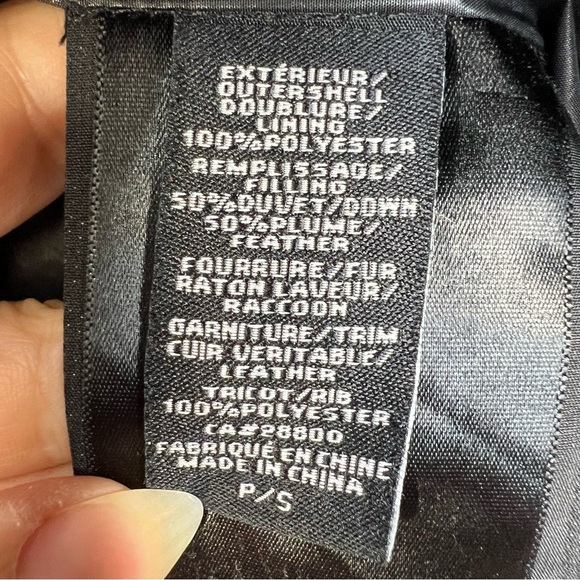 EXTÉRIEUR/
OUTERSHELL
DOUBLURE/
LINING
100%POLYESTER
REMPLISSAGE/
FILLING
50%DUVET/DOWN
50%PLUME/
FEATHER
FOURRURE/FUR
RATON LAVEUR/
RACCOON
GARNITURE/TRIM
CUIR VERITABLE/
LEATHER
TRICOT/RIB
100%POLYESTER
CA#28800
FABRIQUÉ EN CHINE
MADE IN CHINA
P/S